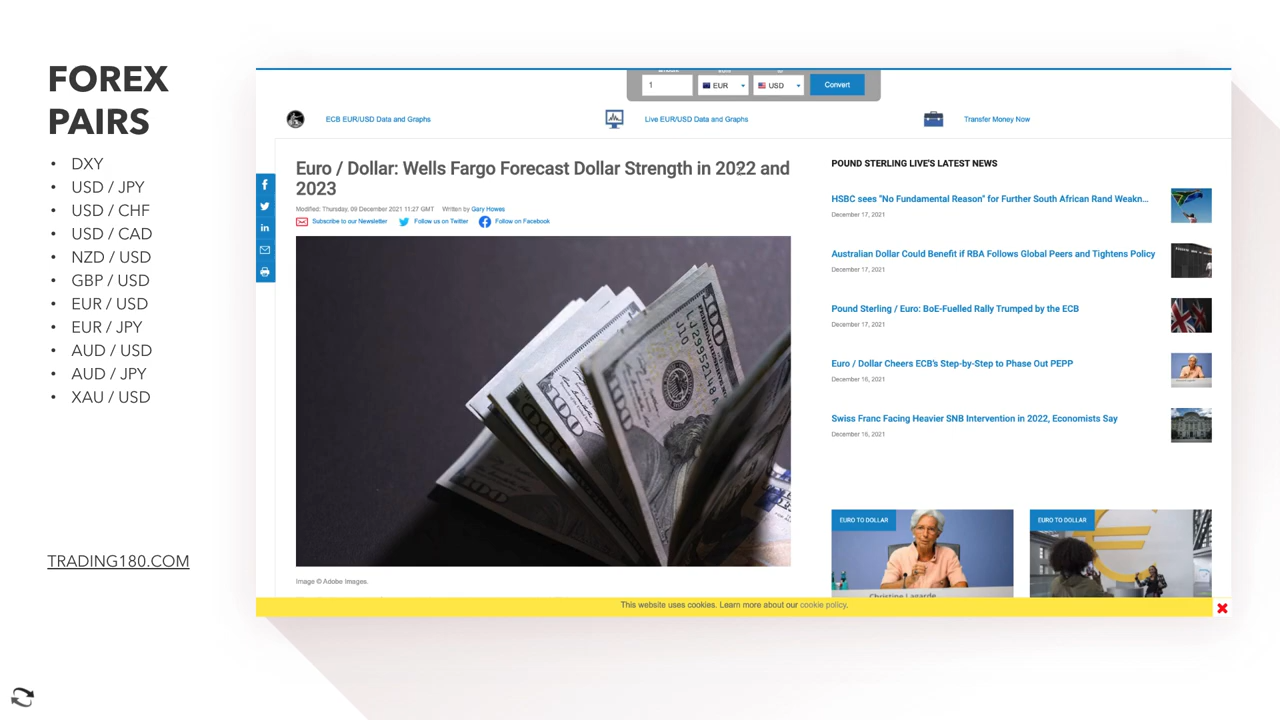 FOREX
PAIRS
• DXY
• USD / JPY
• USD / CHF
• USD / CAD
• NZD / USD
• GBP / USD
• EUR / USD
• EUR / JPY
• AUD / USD
• AUD / JPY
• XAU / USD
TRADING180.COM
1
EUR
USD
Convert
ECB EUR/USD Data and Graphs
Live EUR/USD Data and Graphs
Transfer Money Now
Euro / Dollar: Wells Fargo Forecast Dollar Strength in 2022 and
2023
Modified: Thursday, 09 December 2021 11:27 GMT Written by Gary Howes
Subscribe to our Newsletter
Follow us on Twitter
Follow on Facebook
100
100
100
Image © Adobe Images.
POUND STERLING LIVE'S LATEST NEWS
HSBC sees "No Fundamental Reason" for Further South African Rand Weakn...
December 17, 2021
Australian Dollar Could Benefit if RBA Follows Global Peers and Tightens Policy
December 17, 2021
Pound Sterling / Euro: BoE-Fuelled Rally Trumped by the ECB
December 17, 2021
Euro / Dollar Cheers ECB's Step-by-Step to Phase Out PEPP
December 16, 2021
Swiss Franc Facing Heavier SNB Intervention in 2022, Economists Say
December 16, 2021
EURO TO DOLLAR
Christine Lagarde
EURO TO DOLLAR
This website uses cookies. Learn more about our cookie policy.